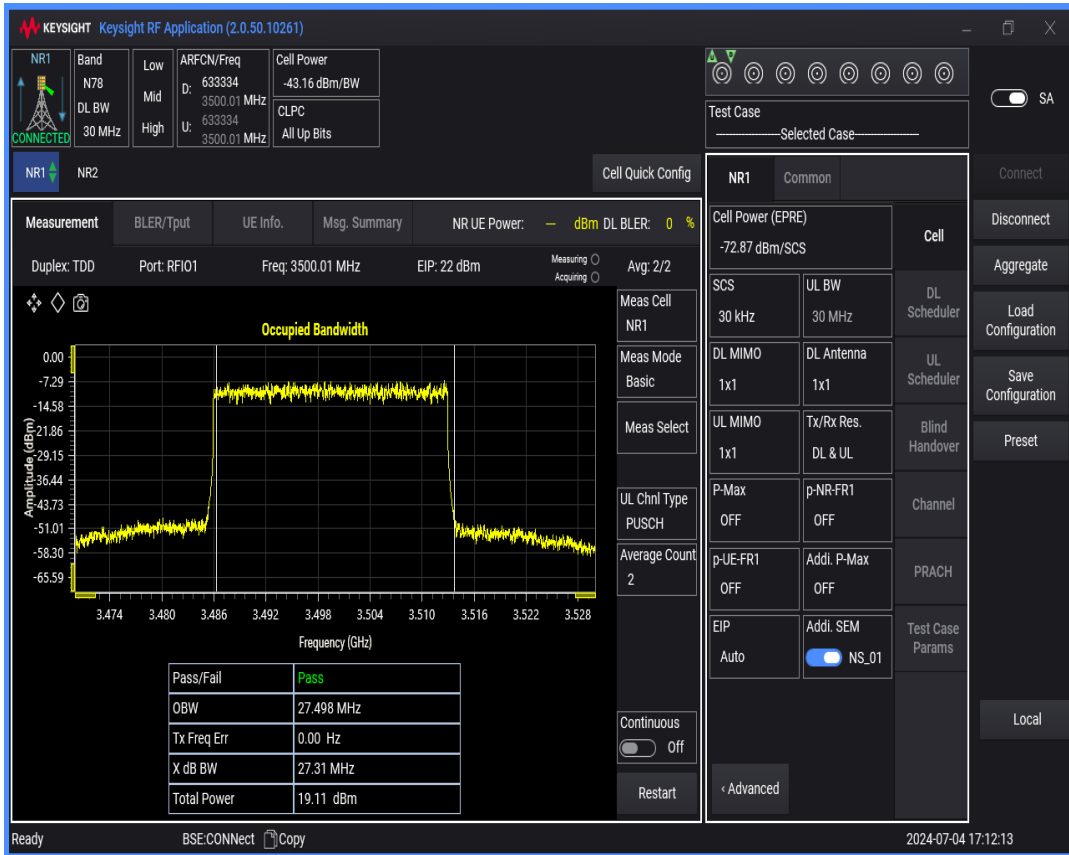 KEYSIGHT Keysight RF Application (2.0.50.10261)
NR1
CONNECTED
Band
N78
DL BW
30 MHz
Low
Mid
High
ARFCN/Freq
D: 633334
3500.01 MHz
U: 633334
3500.01 MHz
Cell Power
-43.16 dBm/BW
CLPC
All Up Bits
Test Case
---------------------Selected Case---------------------
SA
NR1 NR2 Cell Quick Config
Measurement BLER/Tput UE Info. Msg. Summary NR UE Power: — dBm DL BLER: 0 %
Duplex: TDD Port: RFIO1 Freq: 3500.01 MHz EIP: 22 dBm Measuring Acquiring Avg: 2/2
Occupied Bandwidth
Amplitude (dBm)
0.00
-7.29
-14.58
-21.86
-29.15
-36.44
-43.73
-51.01
-58.30
-65.59
3.474 3.480 3.486 3.492 3.498 3.504 3.510 3.516 3.522 3.528
Frequency (GHz)
Pass/Fail Pass
OBW 27.498 MHz
Tx Freq Err 0.00 Hz
X dB BW 27.31 MHz
Total Power 19.11 dBm
Meas Cell
NR1
Meas Mode
Basic
Meas Select
UL Chnl Type
PUSCH
Average Count
2
Continuous
Off
Restart
NR1 Common
Cell Power (EPRE)
-72.87 dBm/SCS
SCS
30 kHz
UL BW
30 MHz
DL MIMO
1x1
DL Antenna
1x1
UL MIMO
1x1
Tx/Rx Res.
DL & UL
P-Max
OFF
p-NR-FR1
OFF
p-UE-FR1
OFF
Addi. P-Max
OFF
EIP
Auto
Addi. SEM
NS_01
‹ Advanced
Cell
DL
Scheduler
UL
Scheduler
Blind
Handover
Channel
PRACH
Test Case
Params
Connect
Disconnect
Aggregate
Load
Configuration
Save
Configuration
Preset
Local
Ready BSE:CONNect Copy 2024-07-04 17:12:13